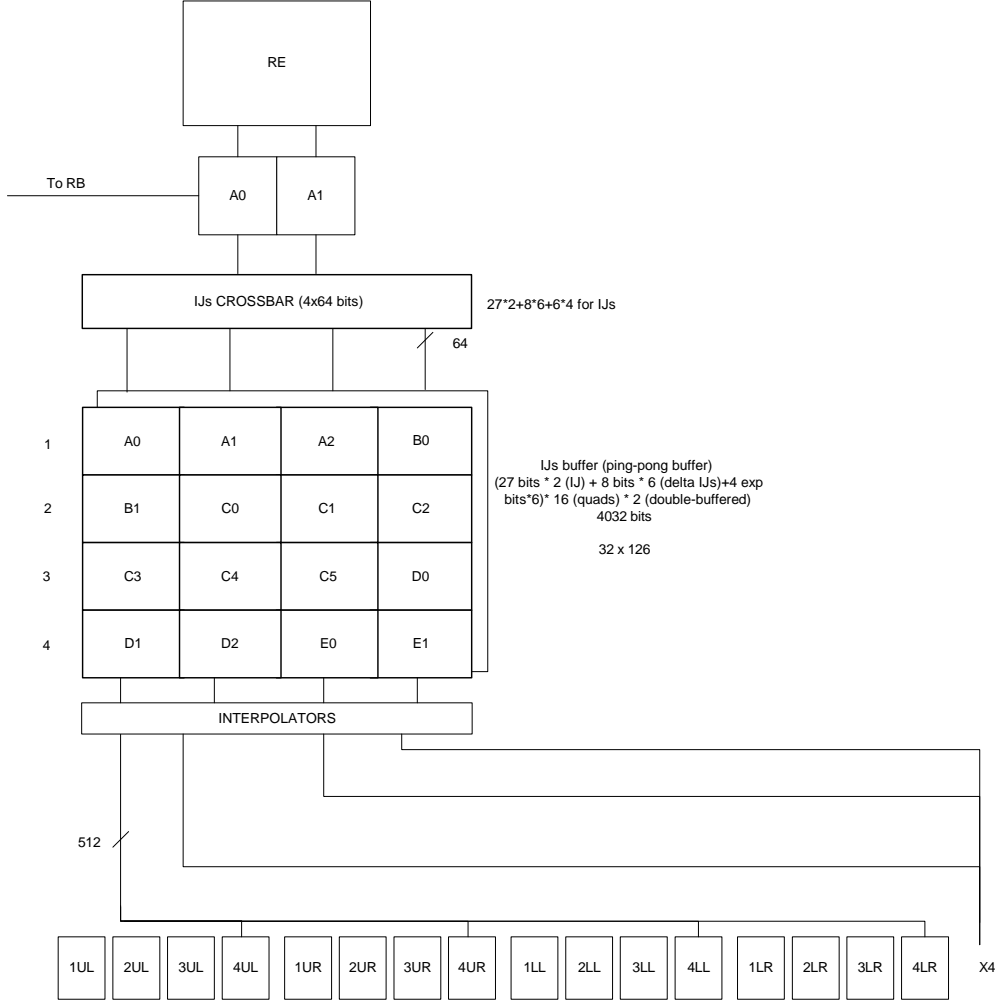 RE
To RB
A0
A1
IJs CROSSBAR (4x64 bits)
27*2+8*6+6*4 for IJs
64
1
A0
A1
A2
B0
IJs buffer (ping-pong buffer)
(27 bits * 2 (IJ) + 8 bits * 6 (delta IJs)+4 exp
bits*6)* 16 (quads) * 2 (double-buffered)
4032 bits
32 x 126
2
B1
C0
C1
C2
3
C3
C4
C5
D0
4
D1
D2
E0
E1
INTERPOLATORS
512
1UL
2UL
3UL
4UL
1UR
2UR
3UR
4UR
1LL
2LL
3LL
4LL
1LR
2LR
3LR
4LR
X4